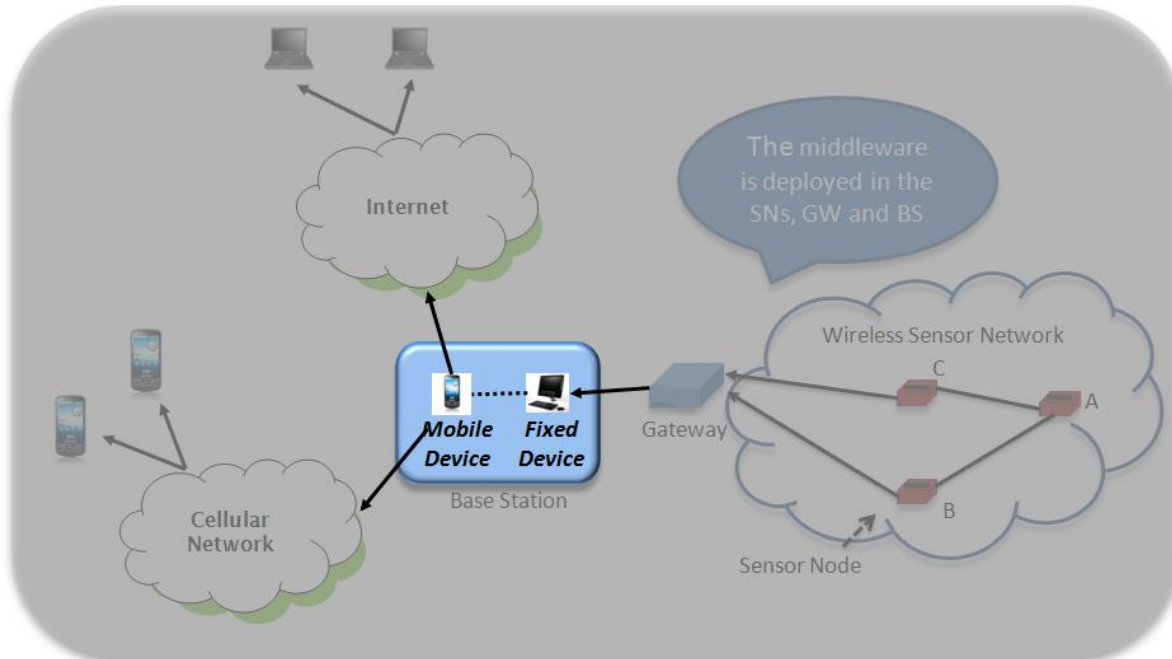 The middleware
is deployed in the
SNs, GW and BS
Internet
Wireless Sensor Network
C
A
Mobile
Device
Fixed
Device
Gateway
Base Station
B
Cellular
Network
Sensor Node